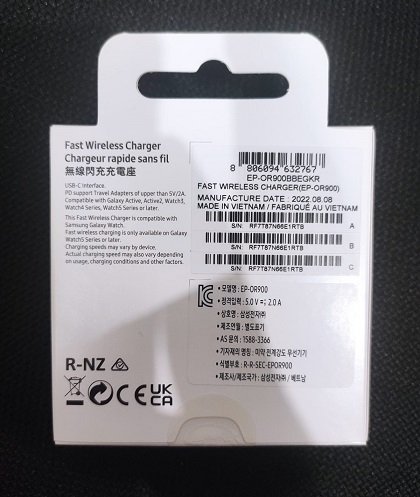 Fast Wireless Charger
Chargeur rapide sans fil
無線閃充充電座
USB-C Interface.
PD support Travel Adapters of upper than 5V/2A.
Compatible with Galaxy Active, Active2, Watch3,
Watch4 Series, Watch5 Series or later.
This Fast Wireless Charger is compatible with
Samsung Galaxy Watch.
Fast wireless charging is only available on Galaxy
Watch5 Series or later.
Charging speeds may vary by device.
Actual charging speed may also vary depending
on usage, charging conditions and other factors.
R-NZ
CE UKCA
8 806094 632767
EP-OR900BBEGKR
FAST WIRELESS CHARGER(EP-OR900)
MANUFACTURE DATE : 2022.08.08
MADE IN VIETNAM / FABRIQUÉ AU VIETNAM
A
S/N: RF7T87N66E1RTB
B
S/N: RF7T87N66E1RTB
C
S/N: RF7T87N66E1RTB
• 모델명 : EP-OR900
• 정격입력 : 5.0 V ⎓ 2.0 A
• 상호명 : 삼성전자㈜
• 제조연월 : 별도표기
• AS 문의 : 1588-3366
• 기자재의 명칭 : 미약 전계강도 무선기기
• 식별부호 : R-R-SEC-EPOR900
• 제조사/제조국가 : 삼성전자㈜ / 베트남